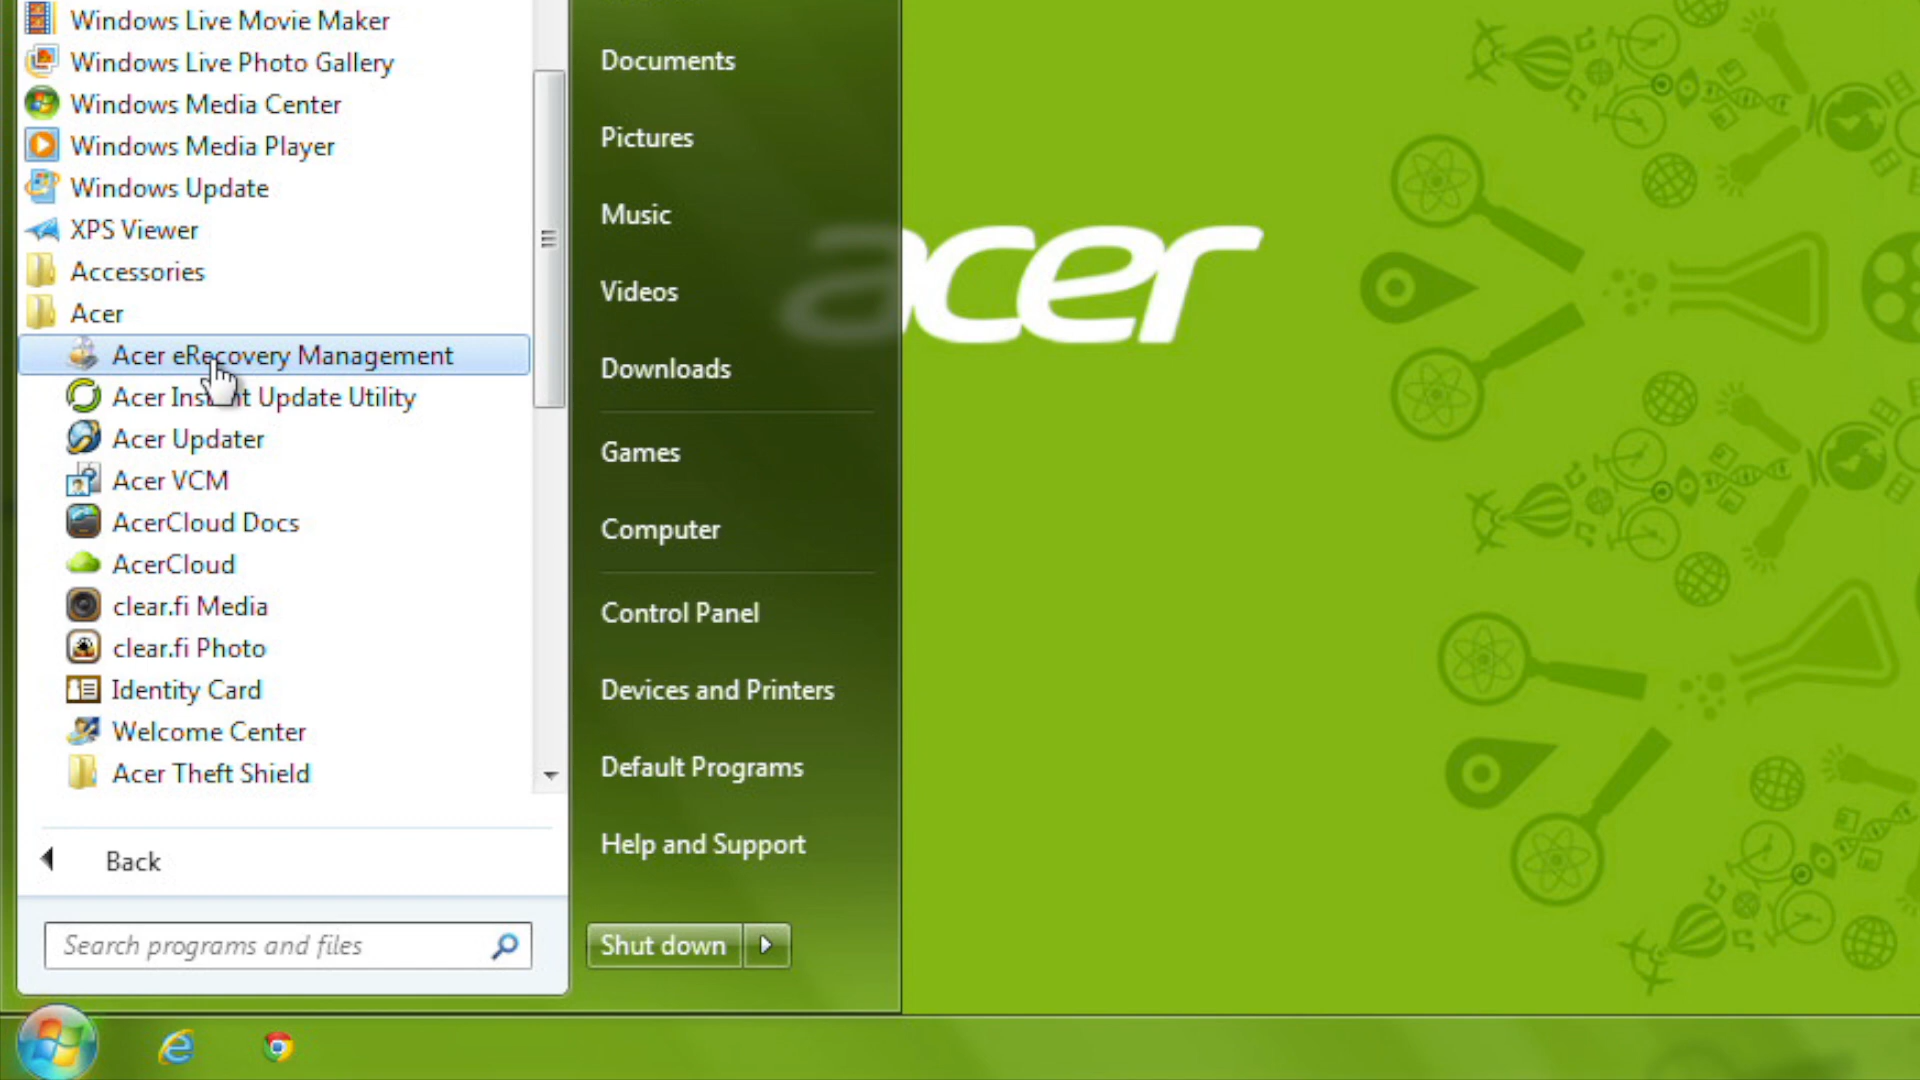 Windows Live Movie Maker
Windows Live Photo Gallery
Windows Media Center
Windows Media Player
Windows Update
XPS Viewer
Accessories
Acer
Acer eRecovery Management
Acer Instant Update Utility
Acer Updater
Acer VCM
AcerCloud Docs
AcerCloud
clear.fi Media
clear.fi Photo
Identity Card
Welcome Center
Acer Theft Shield
Back
Search programs and files
Documents
Pictures
Music
Videos
Downloads
Games
Computer
Control Panel
Devices and Printers
Default Programs
Help and Support
Shut down
acer